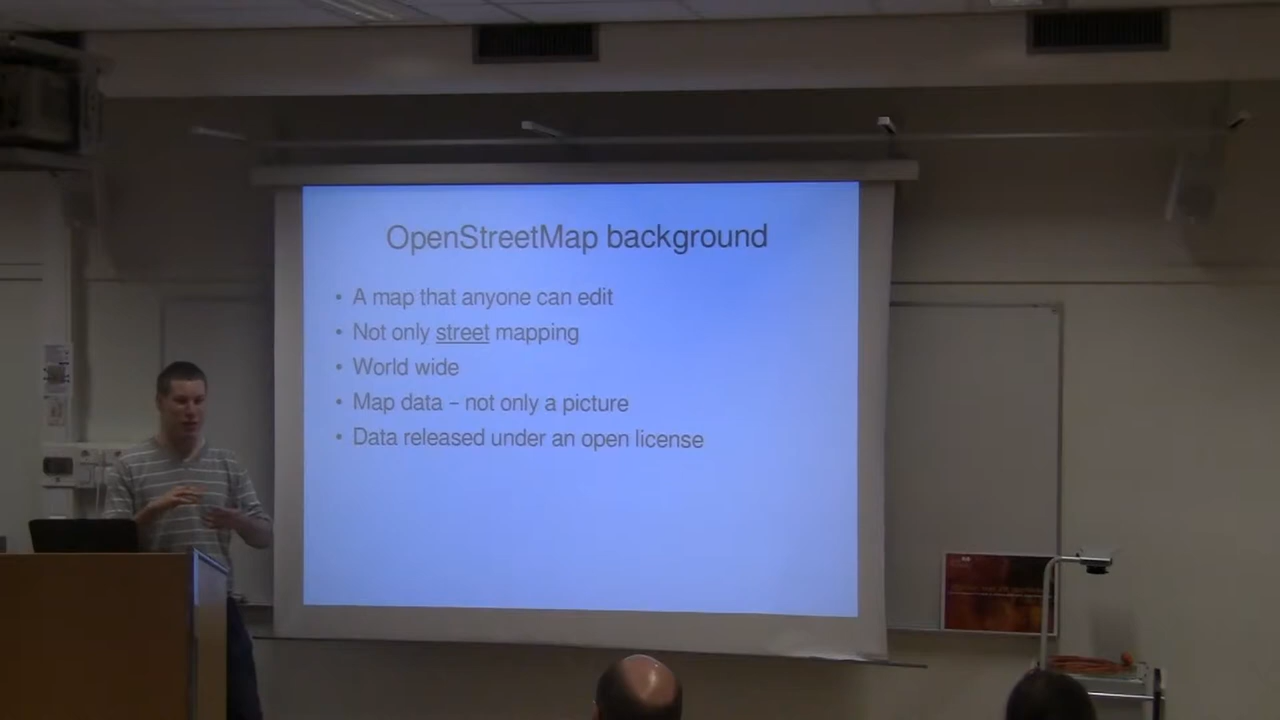 OpenStreetMap background
• A map that anyone can edit
• Not only street mapping
• World wide
• Map data – not only a picture
• Data released under an open license